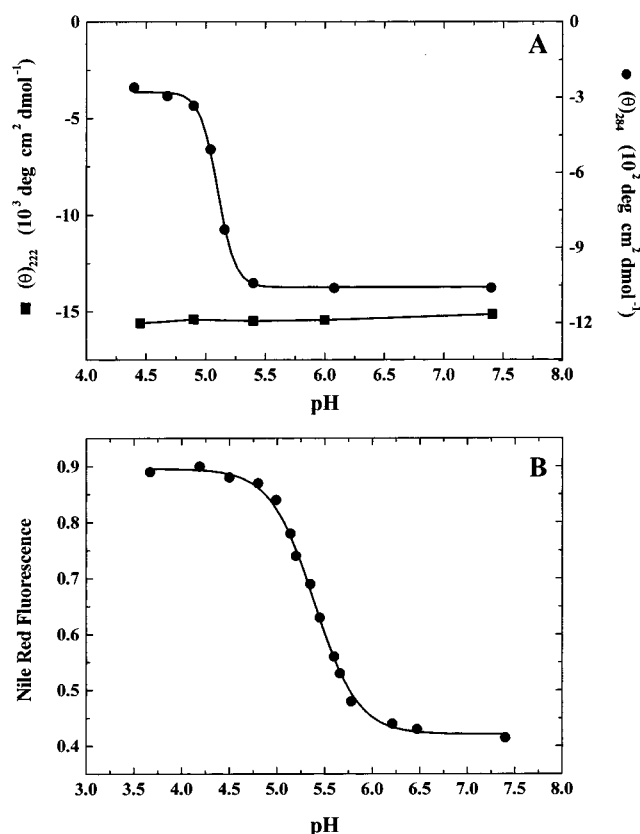 A
0
-5
-10
-15
■ (θ)₂₂₂ (10³ deg cm² dmol⁻¹)
0
-3
-6
-9
-12
● (θ)₂₈₄ (10² deg cm² dmol⁻¹)
4.0 4.5 5.0 5.5 6.0 6.5 7.0 7.5 8.0
pH
B
0.9
0.8
0.7
0.6
0.5
0.4
Nile Red Fluorescence
3.0 3.5 4.0 4.5 5.0 5.5 6.0 6.5 7.0 7.5 8.0
pH